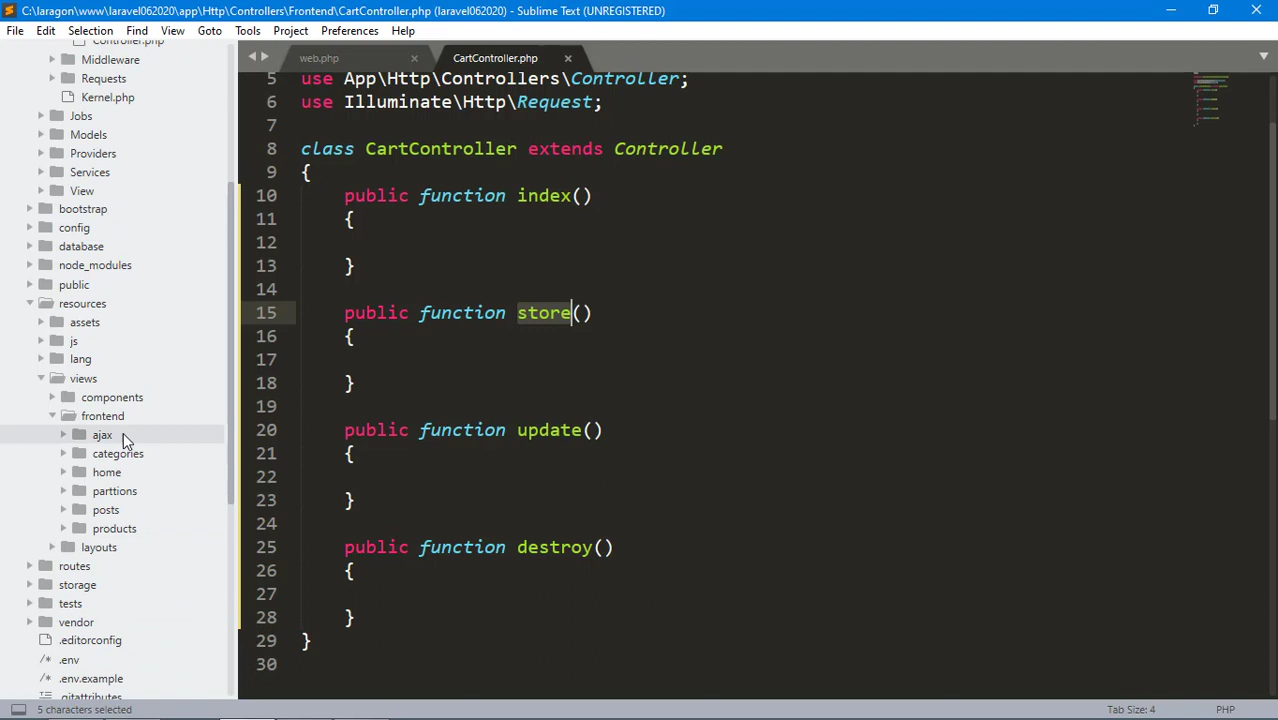 C:\laragon\www\laravel062020\app\Http\Controllers\Frontend\CartController.php (laravel062020) - Sublime Text (UNREGISTERED)
File Edit Selection Find View Goto Tools Project Preferences Help
Controller.php
Middleware
Requests
Kernel.php
Jobs
Models
Providers
Services
View
bootstrap
config
database
node_modules
public
resources
assets
js
lang
views
components
frontend
ajax
categories
home
parttions
posts
products
layouts
routes
storage
tests
vendor
.editorconfig
/* .env
/* .env.example
.gitattributes
web.php CartController.php
5 use App\Http\Controllers\Controller;
6 use Illuminate\Http\Request;
7
8 class CartController extends Controller
9 {
10 public function index()
11 {
12
13 }
14
15 public function store()
16 {
17
18 }
19
20 public function update()
21 {
22
23 }
24
25 public function destroy()
26 {
27
28 }
29 }
30
5 characters selected Tab Size: 4 PHP